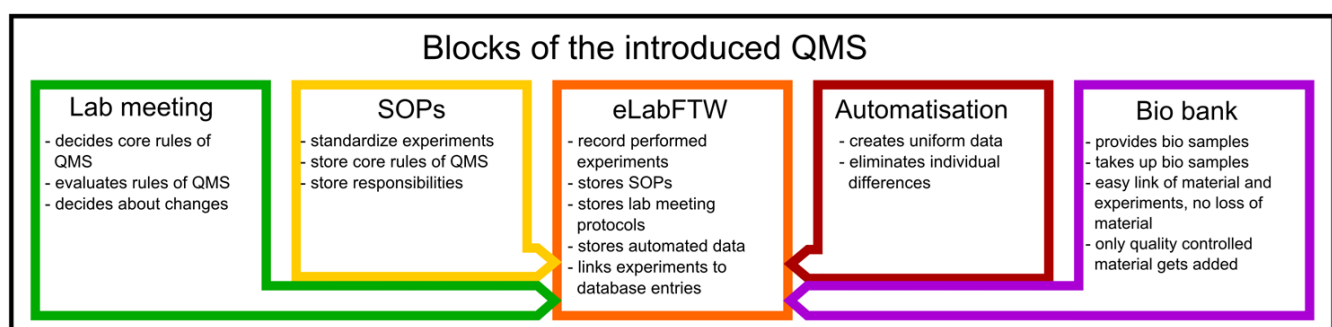 Blocks of the introduced QMS
Lab meeting
- decides core rules of
QMS
- evaluates rules of QMS
- decides about changes
SOPs
- standardize experiments
- store core rules of QMS
- store responsibilities
eLabFTW
- record performed
experiments
- stores SOPs
- stores lab meeting
protocols
- stores automated data
- links experiments to
database entries
Automatisation
- creates uniform data
- eliminates individual
differences
Bio bank
- provides bio samples
- takes up bio samples
- easy link of material and
experiments, no loss of
material
- only quality controlled
material gets added